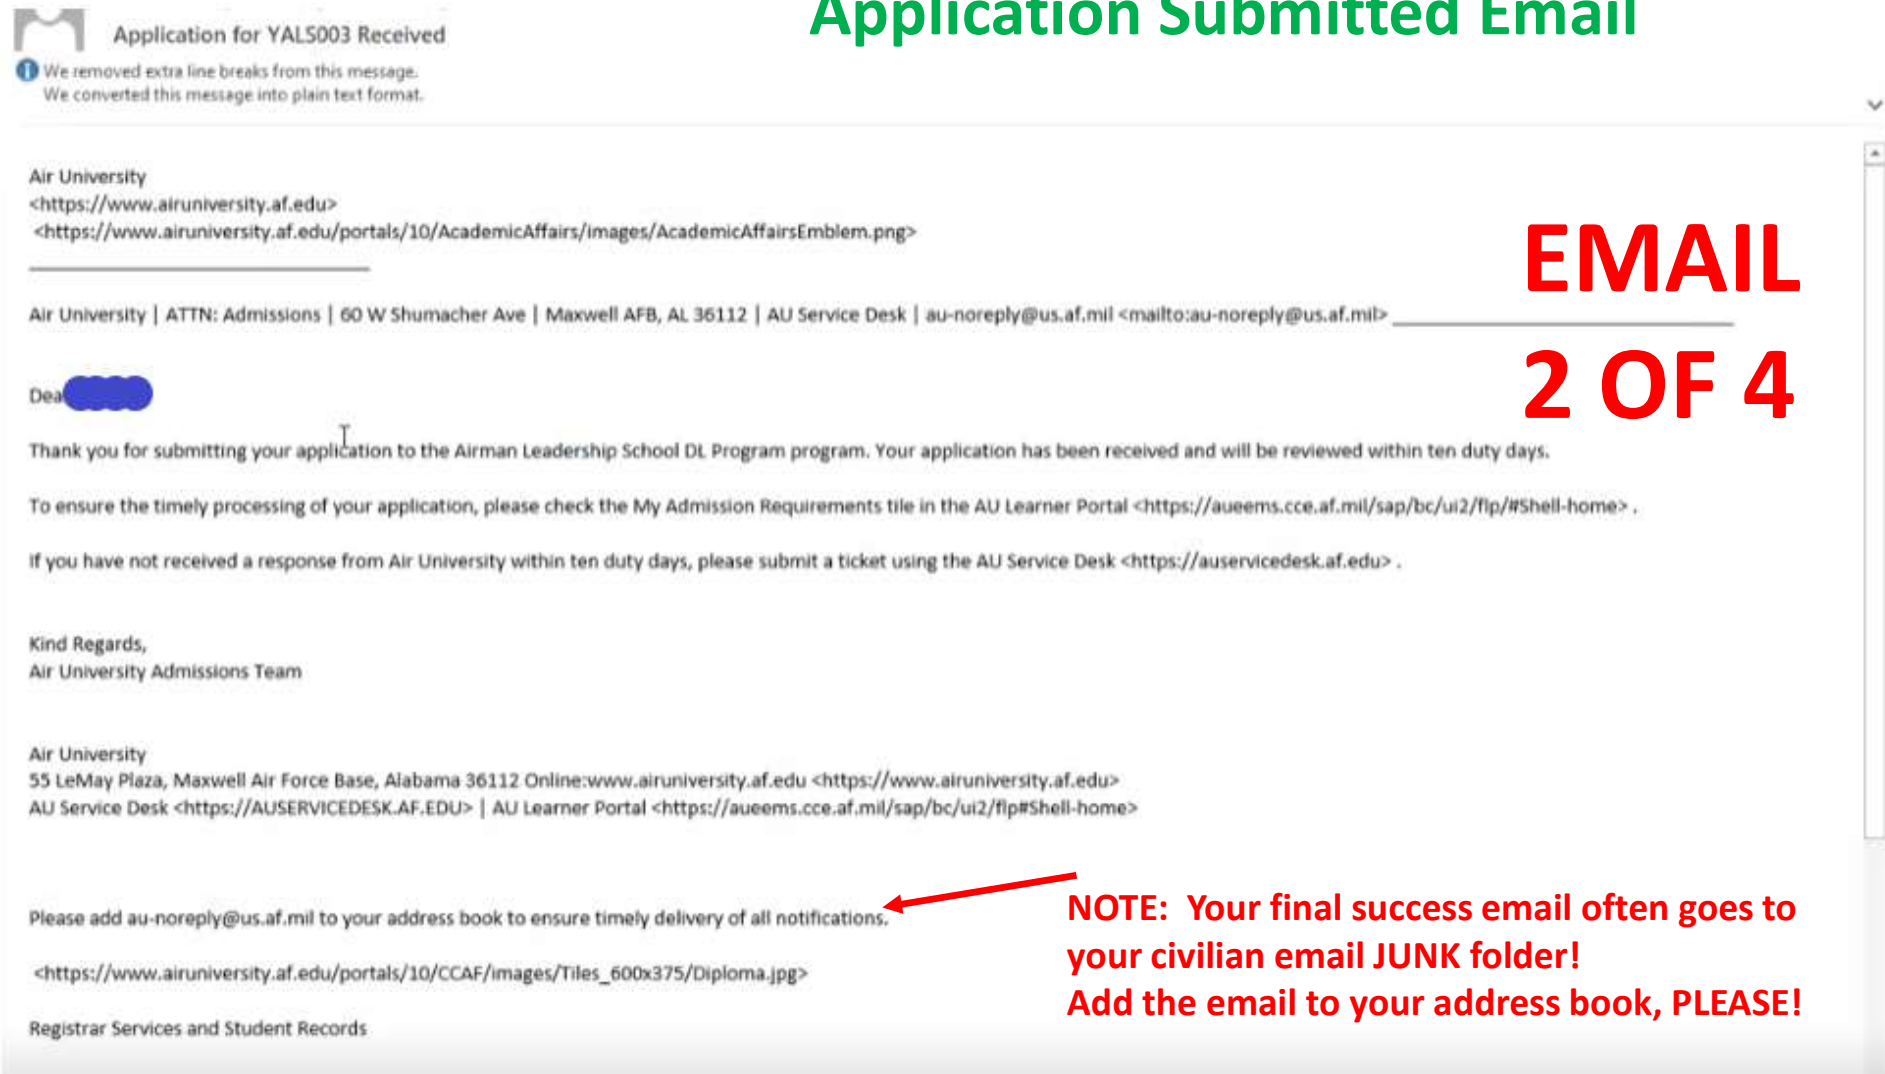 Application Submitted Email
Application for YALS003 Received
We removed extra line breaks from this message.
We converted this message into plain text format.
Air University
<https://www.airuniversity.af.edu>
<https://www.airuniversity.af.edu/portals/10/AcademicAffairs/images/AcademicAffairsEmblem.png>
EMAIL
2 OF 4
Air University | ATTN: Admissions | 60 W Shumacher Ave | Maxwell AFB, AL 36112 | AU Service Desk | au-noreply@us.af.mil <mailto:au-noreply@us.af.mil>
Dea
Thank you for submitting your application to the Airman Leadership School DL Program program. Your application has been received and will be reviewed within ten duty days.
To ensure the timely processing of your application, please check the My Admission Requirements tile in the AU Learner Portal <https://aueems.cce.af.mil/sap/bc/ui2/flp/#Shell-home> .
If you have not received a response from Air University within ten duty days, please submit a ticket using the AU Service Desk <https://auservicedesk.af.edu> .
Kind Regards,
Air University Admissions Team
Air University
55 LeMay Plaza, Maxwell Air Force Base, Alabama 36112 Online:www.airuniversity.af.edu <https://www.airuniversity.af.edu>
AU Service Desk <https://AUSERVICEDESK.AF.EDU> | AU Learner Portal <https://aueems.cce.af.mil/sap/bc/ui2/flp#Shell-home>
Please add au-noreply@us.af.mil to your address book to ensure timely delivery of all notifications.
<https://www.airuniversity.af.edu/portals/10/CCAF/images/Tiles_600x375/Diploma.jpg>
Registrar Services and Student Records
NOTE: Your final success email often goes to
your civilian email JUNK folder!
Add the email to your address book, PLEASE!